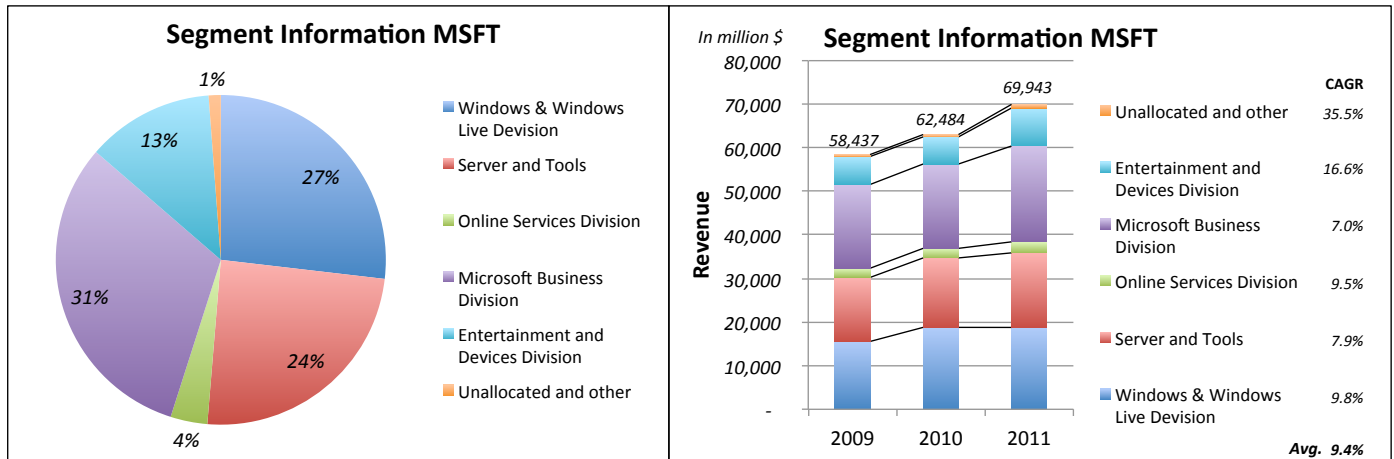 Segment Information MSFT
1%
13%
27%
31%
24%
4%
Windows & Windows
Live Devision
Server and Tools
Online Services Division
Microsoft Business
Division
Entertainment and
Devices Division
Unallocated and other
In million $
Segment Information MSFT
Revenue
80,000
70,000
60,000
50,000
40,000
30,000
20,000
10,000
-
58,437
62,484
69,943
2009
2010
2011
CAGR
Unallocated and other 35.5%
Entertainment and
Devices Division 16.6%
Microsoft Business
Division 7.0%
Online Services Division 9.5%
Server and Tools 7.9%
Windows & Windows
Live Devision 9.8%
Avg. 9.4%